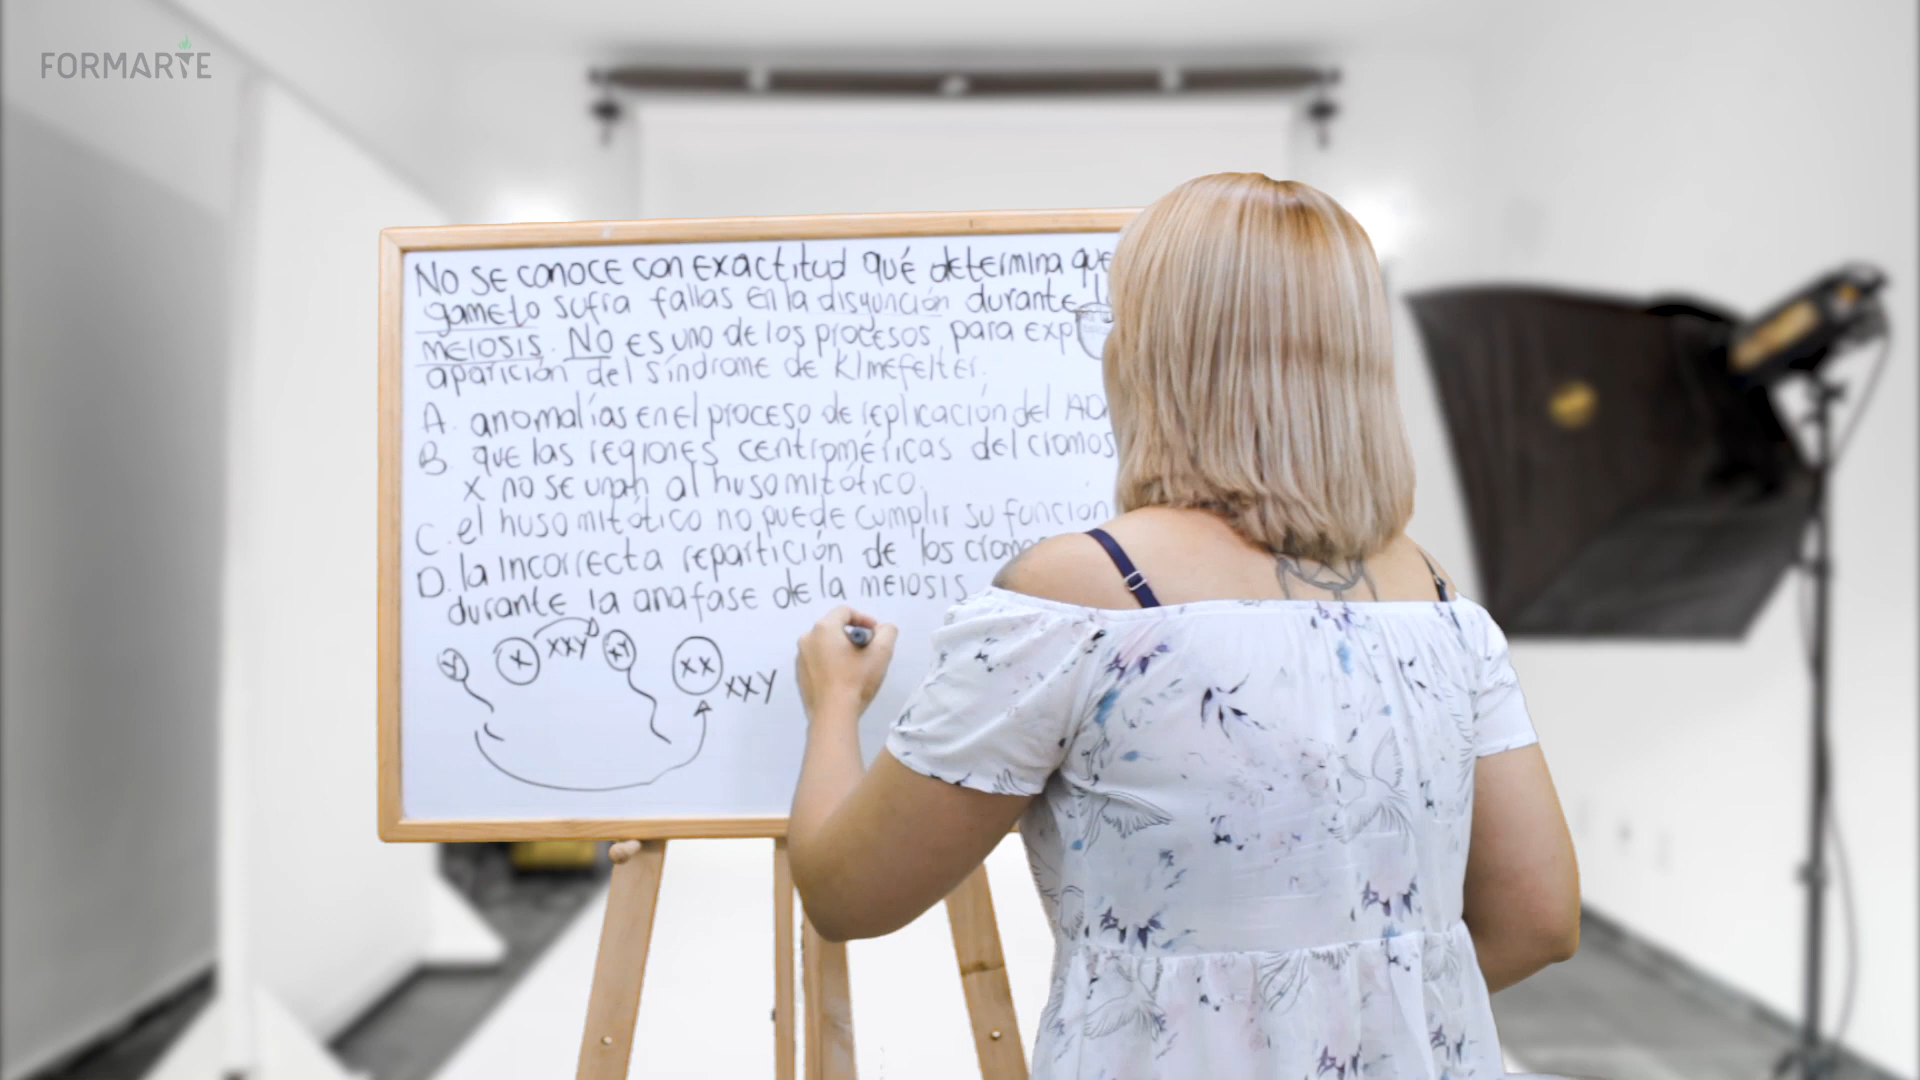 FORMARTE
No se conoce con exactitud qué determina que
gameto sufra fallas en la disyunción durante
meiosis. NO es uno de los procesos para
aparición del síndrome de Klinefelter.
A. anomalías en el proceso de replicación del
B. que las regiones centroméricas del
X no se unan al huso mitótico.
C. el huso mitótico no puede cumplir su función
D. la incorrecta repartición de los
durante la anafase de la meiosis
Y X XXY XY XX
XXY